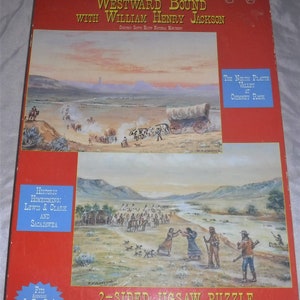 Westward Bound
with William Henry Jackson
The North Platte
Valley
at
Chimney Rock
Historic
Homecoming:
Lewis & Clark
and
Sacagawea
2-Sided Jigsaw Puzzle